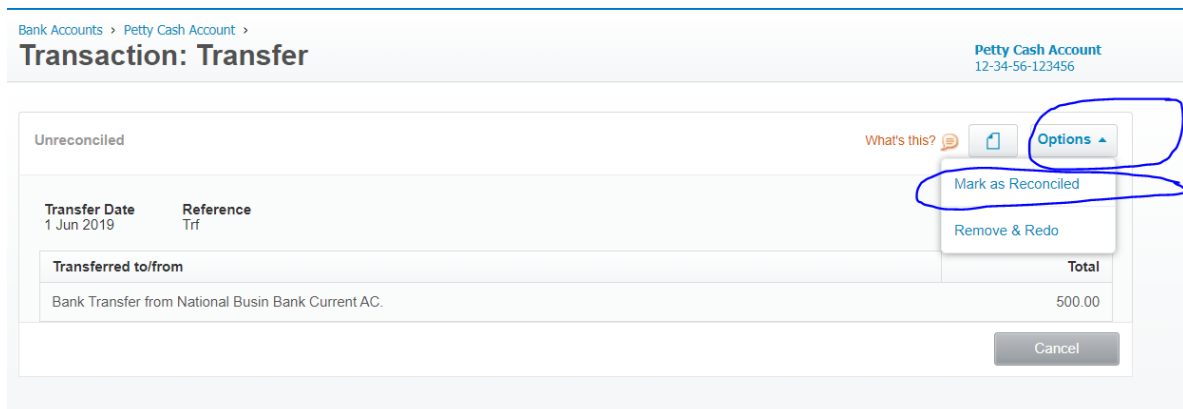 Bank Accounts › Petty Cash Account ›
Transaction: Transfer
Petty Cash Account
12-34-56-123456
Unreconciled
What's this?
Options
Mark as Reconciled
Remove & Redo
Transfer Date Reference
1 Jun 2019 Trf
Transferred to/from Total
Bank Transfer from National Busin Bank Current AC. 500.00
Cancel